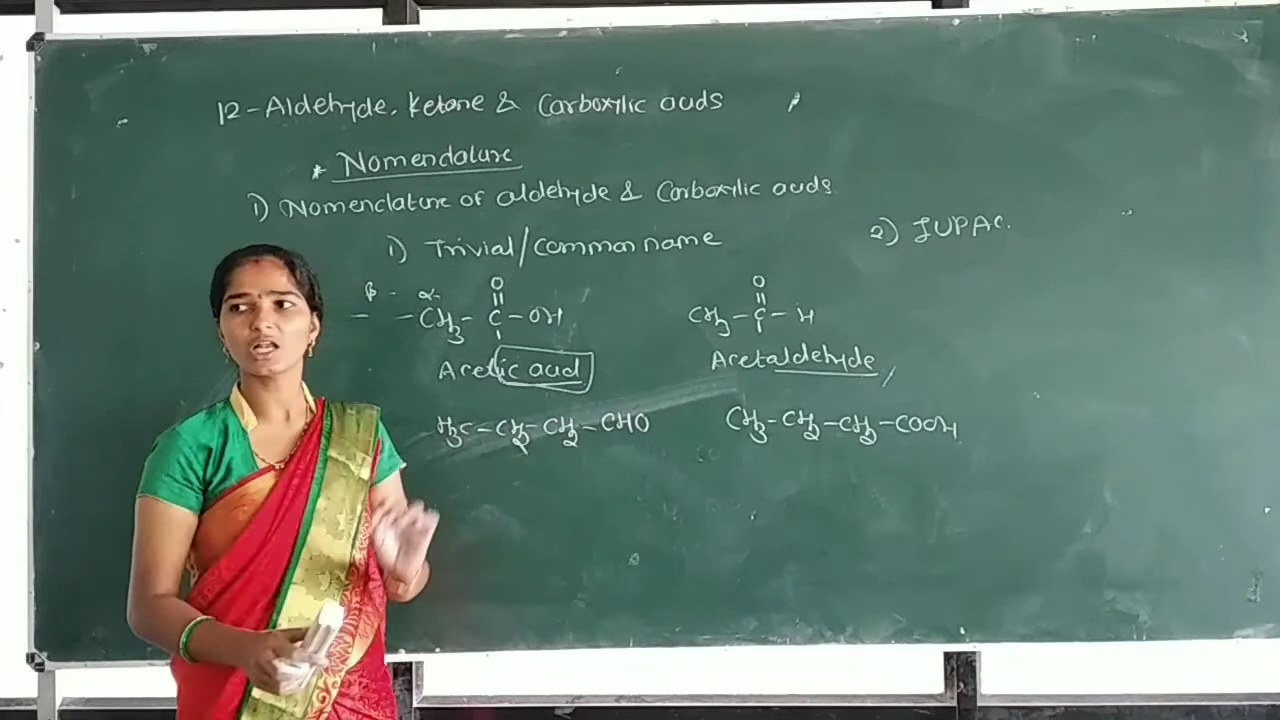 12-Aldehyde, Ketone & Carboxylic acids
* Nomenclature
1) Nomenclature of aldehyde & Carboxylic acids
1) Trivial/common name 2) IUPAC.
β - α
O O
|| ||
- - CH3 - C - OH CH3 - C - H
Acetic acid Acetaldehyde
H3C - CH2 - CH2 - CHO CH3 - CH2 - CH2 - COOH